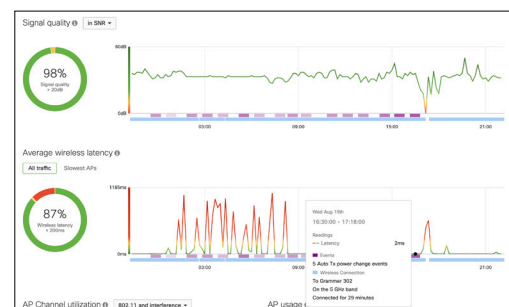 Signal quality in SNR
60dB
98%
Signal quality
> 20dB
0dB
03:00 09:00 15:00 21:00
Average wireless latency
All traffic Slowest APs
1185ms
87%
Wireless latency
< 200ms
0ms
03:00 09:00 21:00
Wed Aug 19th
16:30:00 - 17:18:00
Readings
Latency 2ms
Events
5 Auto Tx power change events
Wireless Connection
To Grammer 302
On the 5 GHz band
Connected for 29 minutes
AP Channel utilization 802.11 and interference AP usage